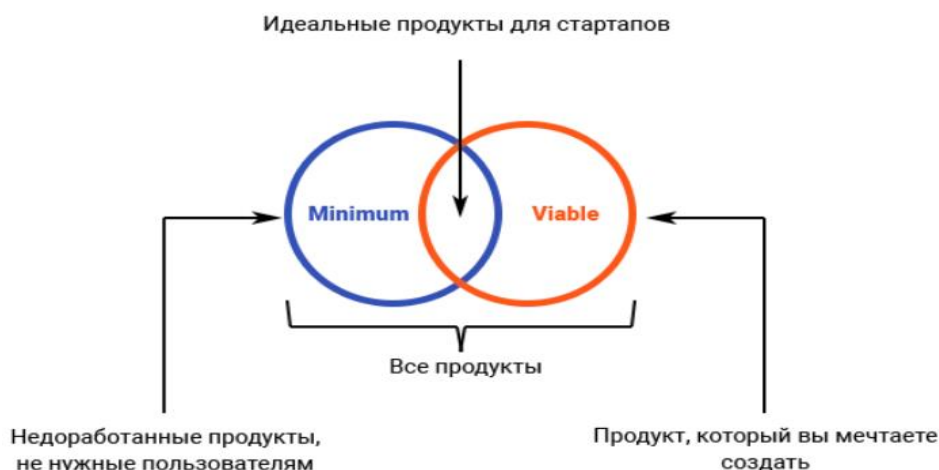 Идеальные продукты для стартапов
Minimum
Viable
Все продукты
Недоработанные продукты,
не нужные пользователям
Продукт, который вы мечтаете
создать